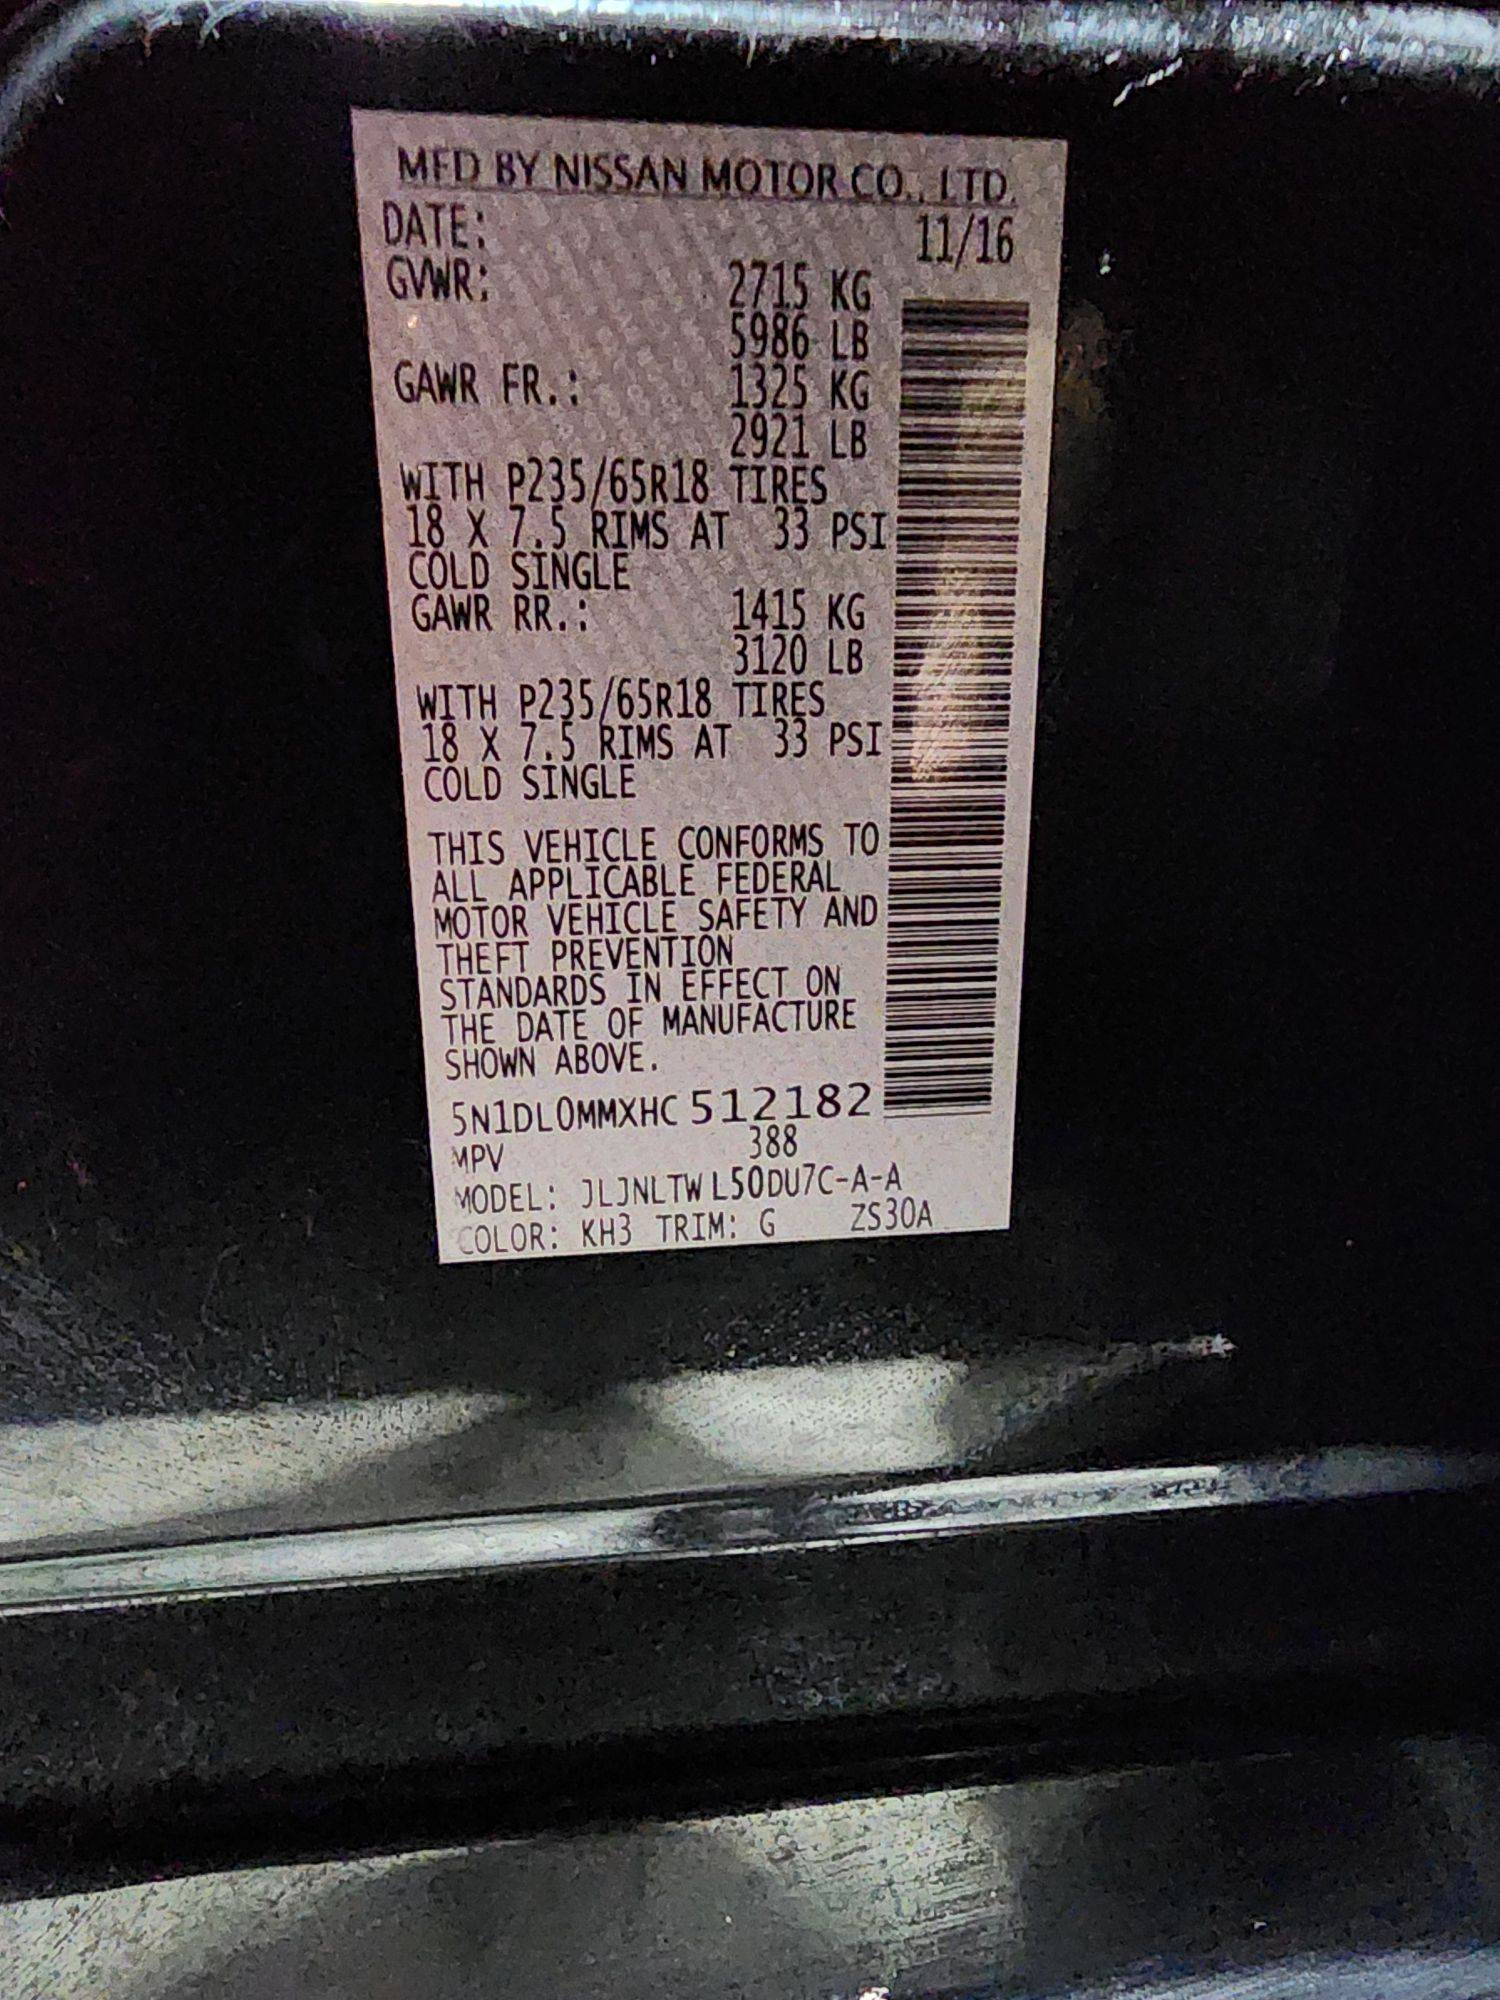 MFD BY NISSAN MOTOR CO., LTD.
DATE: 11/16
GVWR: 2715 KG
5986 LB
GAWR FR.: 1325 KG
2921 LB
WITH P235/65R18 TIRES
18 X 7.5 RIMS AT 33 PSI
COLD SINGLE
GAWR RR.: 1415 KG
3120 LB
WITH P235/65R18 TIRES
18 X 7.5 RIMS AT 33 PSI
COLD SINGLE
THIS VEHICLE CONFORMS TO
ALL APPLICABLE FEDERAL
MOTOR VEHICLE SAFETY AND
THEFT PREVENTION
STANDARDS IN EFFECT ON
THE DATE OF MANUFACTURE
SHOWN ABOVE.
5N1DL0MMXHC512182
MPV 388
MODEL: JLJNLTWL50DU7C-A-A
COLOR: KH3 TRIM: G ZS30A